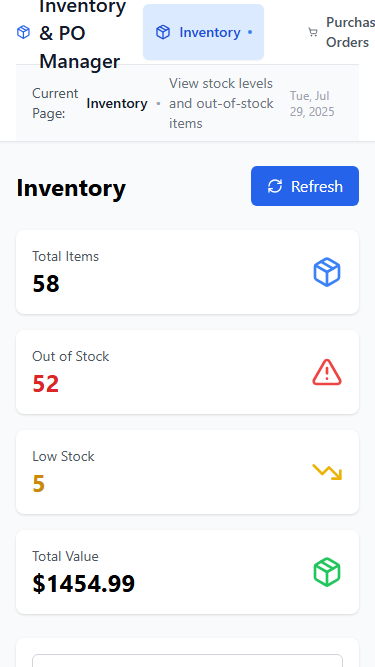 Inventory
& PO
Manager
Inventory •
Purchas
Orders
Current
Page:
Inventory •
View stock levels
and out-of-stock
items
Tue, Jul
29, 2025
Inventory
Refresh
Total Items
58
Out of Stock
52
Low Stock
5
Total Value
$1454.99